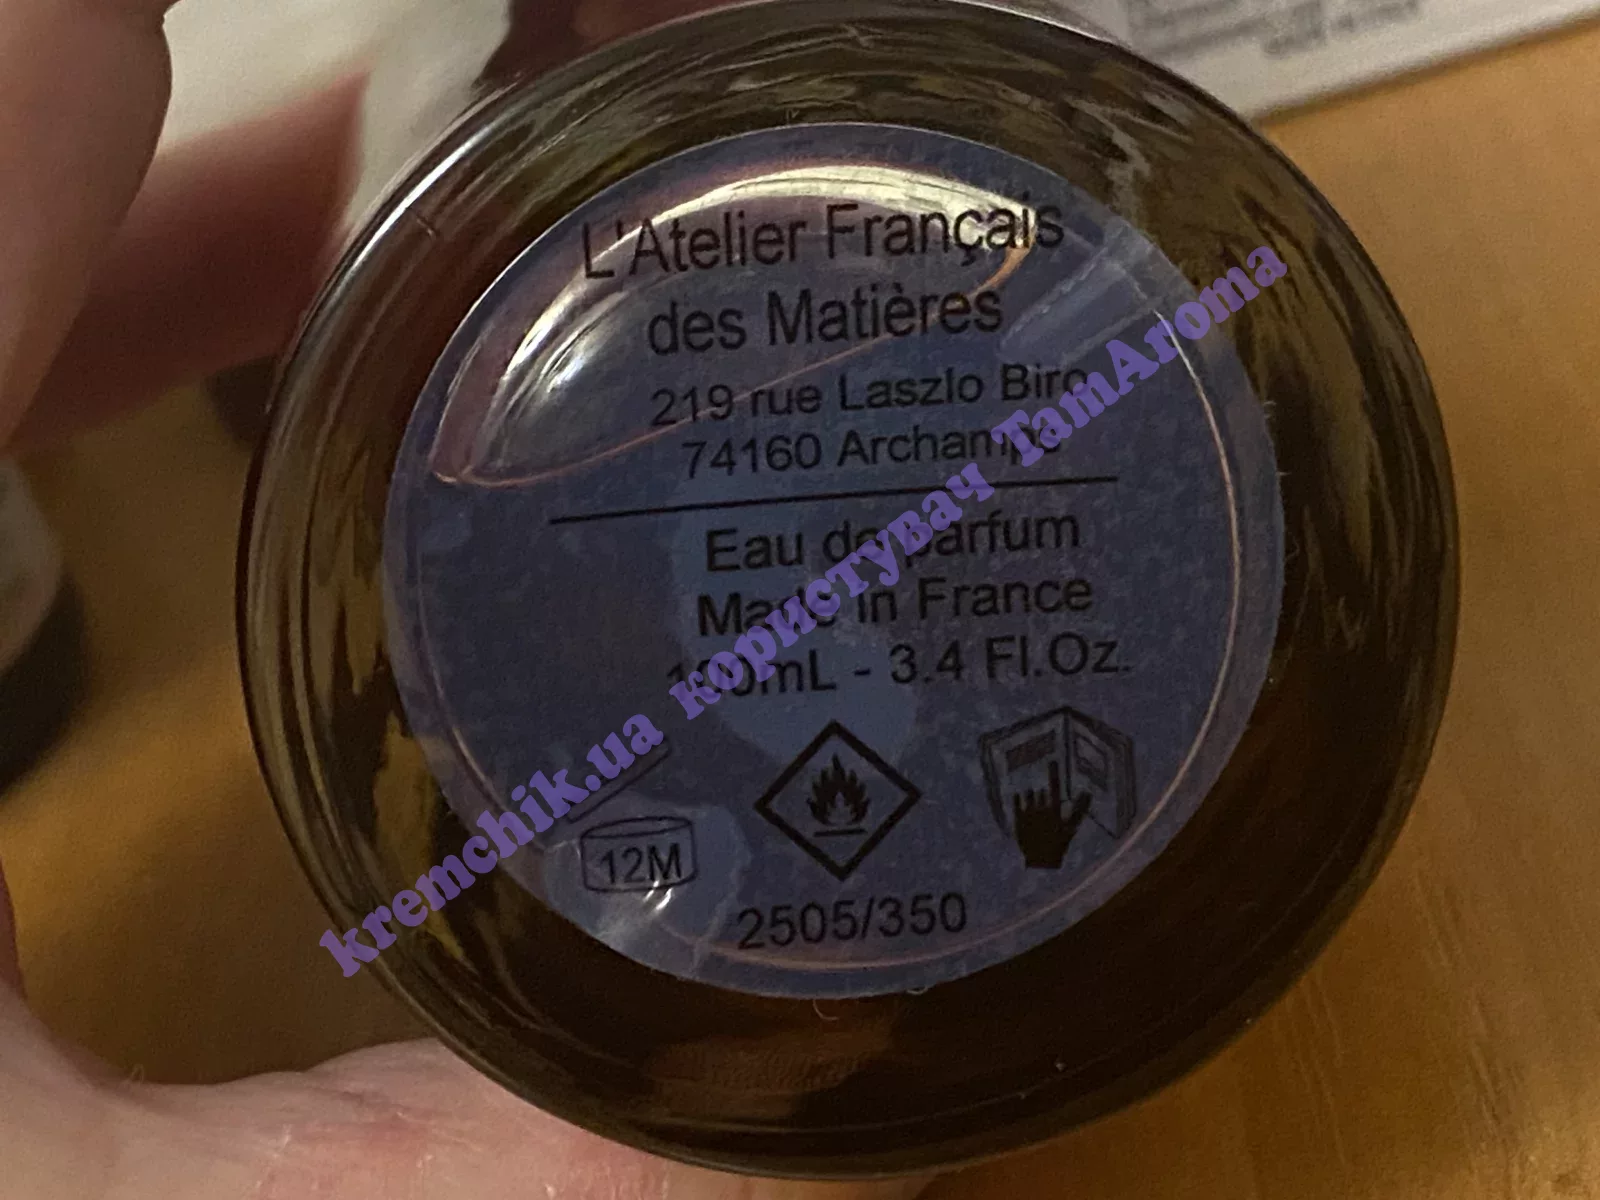 L'Atelier Français
des Matières
219 rue Laszlo Biro
74160 Archamps
Eau de parfum
Made in France
100mL - 3.4 Fl.Oz.
12M
2505/350
kremchik.ua користувач TamAroma